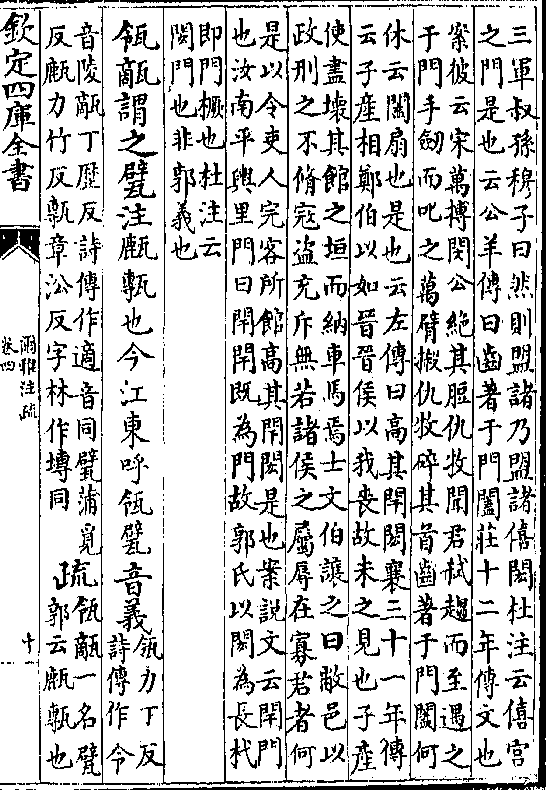 三軍叔孫穆子曰然則盟諸乃盟諸僖閎杜注云僖宮
之門是也云公羊傳曰齒著于門闔莊十二年傳文也
案彼云宋萬搏閔公絕其脰仇牧聞君弒趨而至遇之
于門手劒而叱之萬臂摋仇牧碎其首齒著于門闔何
休云闔扇也是也云左傳曰高其閈閎襄三十一年傳
云子產相鄭伯以如晉晉侯以我喪故未之見也子產
使盡壞其館之垣而納車馬焉士文伯讓之曰敝邑以
政刑之不脩寇盜充斥無若諸侯之屬辱在寡君者何
是以令吏人完客所館高其閈閎是也案說文云閈門
也汝南平輿里門曰閈閈既為門故郭氏以閎為長杙
即門橛也杜注云
閎門也非郭義也
瓴甋謂之甓注㼾甎也今江東呼瓴甓音義
瓴力丁反
詩傳作令
音陵甋丁歷反詩傳作適音同甓蒲覓
反㼾力竹反甎章沿反字林作塼同
疏
瓴甋一名甓
郭云㼾甎也
欽定四庫全書
爾雅注疏
卷四
十一